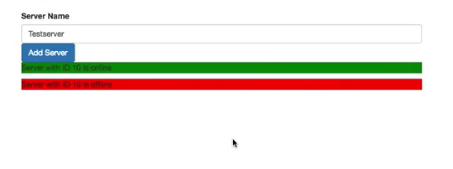 Server Name
Testserver
Add Server
Server with ID 10 is online
Server with ID 10 is offline